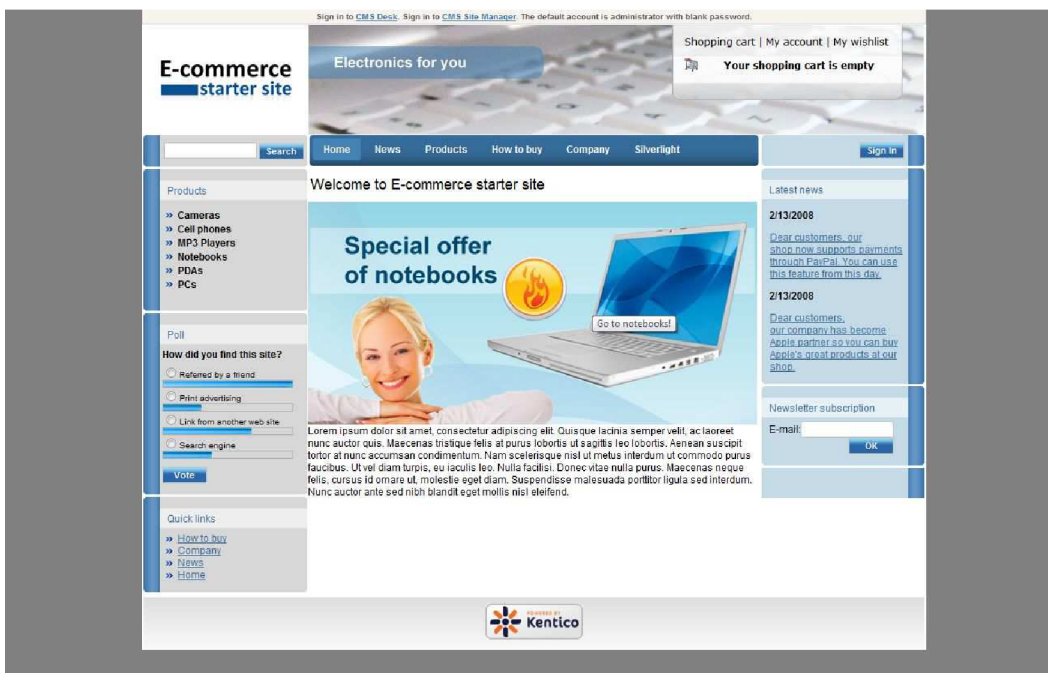 Sign in to CMS Desk. Sign in to CMS Site Manager. The default account is administrator with blank password.
E-commerce
starter site
Electronics for you
Shopping cart | My account | My wishlist
Your shopping cart is empty
Search
Home News Products How to buy Company Silverlight
Sign In
Products
» Cameras
» Cell phones
» MP3 Players
» Notebooks
» PDAs
» PCs
Poll
How did you find this site?
Referred by a friend
Print advertising
Link from another web site
Search engine
Vote
Quick links
» How to buy
» Company
» News
» Home
Welcome to E-commerce starter site
Special offer
of notebooks
Go to notebooks!
Lorem ipsum dolor sit amet, consectetur adipiscing elit. Quisque lacinia semper velit, ac laoreet
nunc auctor quis. Maecenas tristique felis at purus lobortis ut sagittis leo lobortis. Aenean suscipit
tortor at nunc accumsan condimentum. Nam scelerisque nisl ut metus interdum ut commodo purus
faucibus. Ut vel diam turpis, eu iaculis leo. Nulla facilisi. Donec vitae nulla purus. Maecenas neque
felis, cursus id ornare ut, molestie eget diam. Suspendisse malesuada porttitor ligula sed interdum.
Nunc auctor ante sed nibh blandit eget mollis nisl eleifend.
Latest news
2/13/2008
Dear customers, our
shop now supports payments
through PayPal. You can use
this feature from this day.
2/13/2008
Dear customers,
our company has become
Apple partner so you can buy
Apple's great products at our
shop.
Newsletter subscription
E-mail:
OK
POWERED BY
Kentico